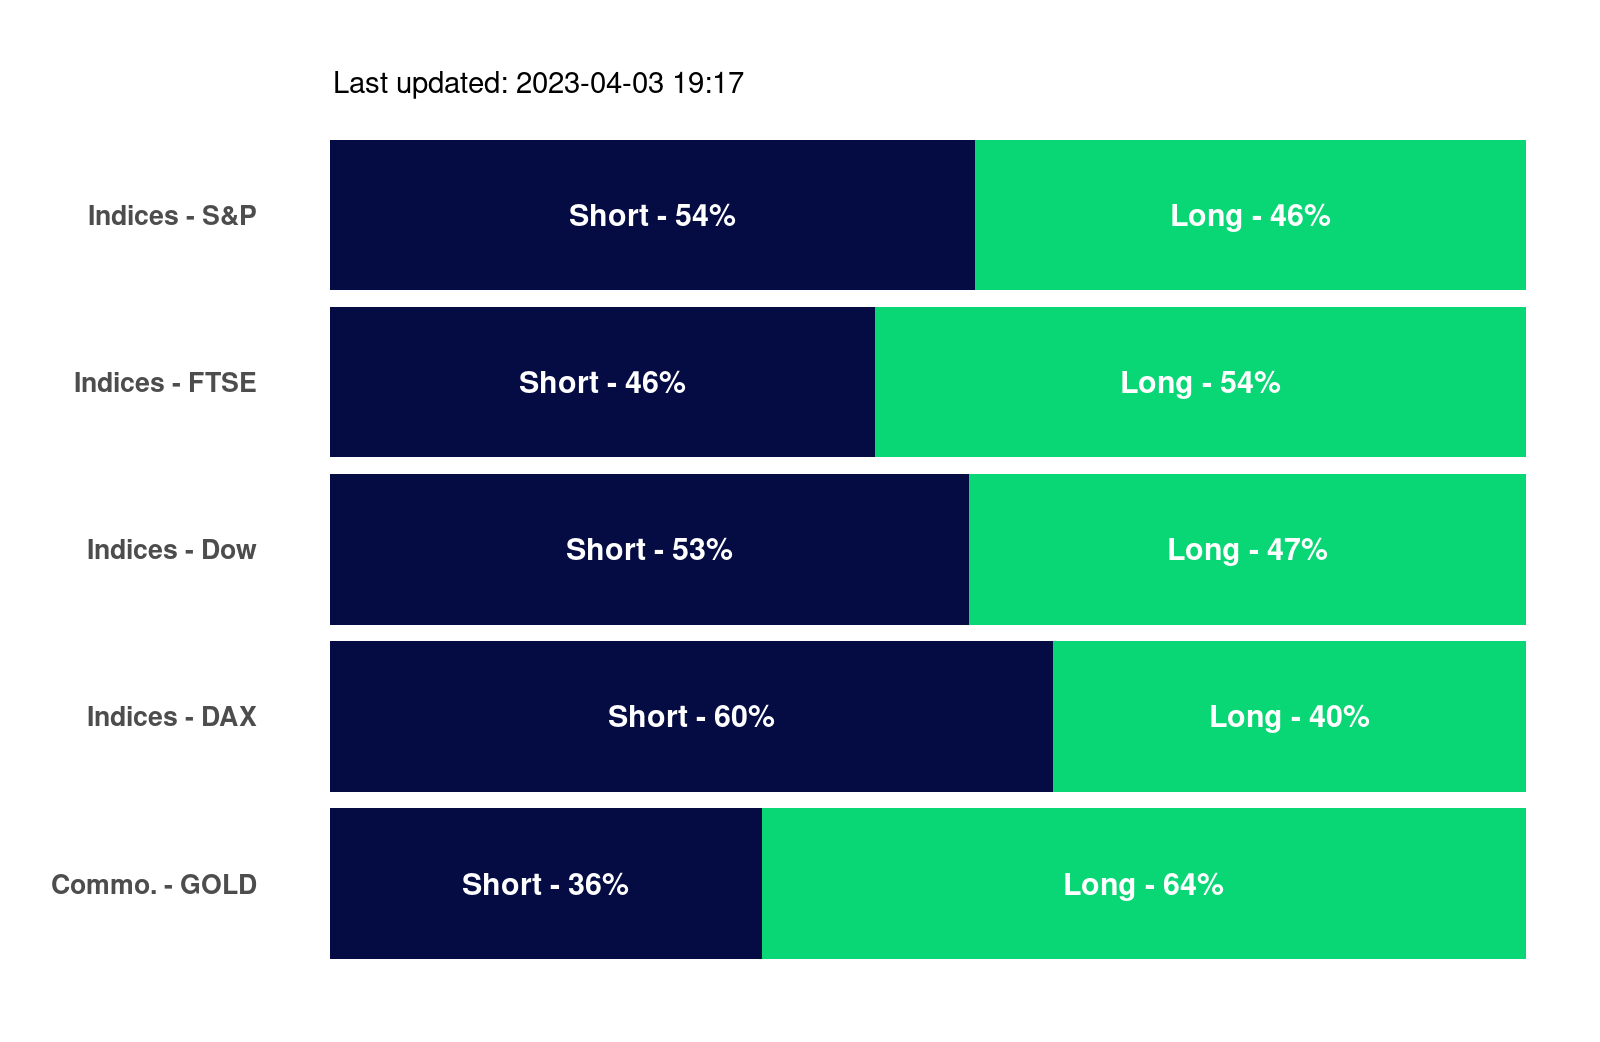 Last updated: 2023-04-03 19:17
Indices - S&P Short - 54% Long - 46%
Indices - FTSE Short - 46% Long - 54%
Indices - Dow Short - 53% Long - 47%
Indices - DAX Short - 60% Long - 40%
Commo. - GOLD Short - 36% Long - 64%